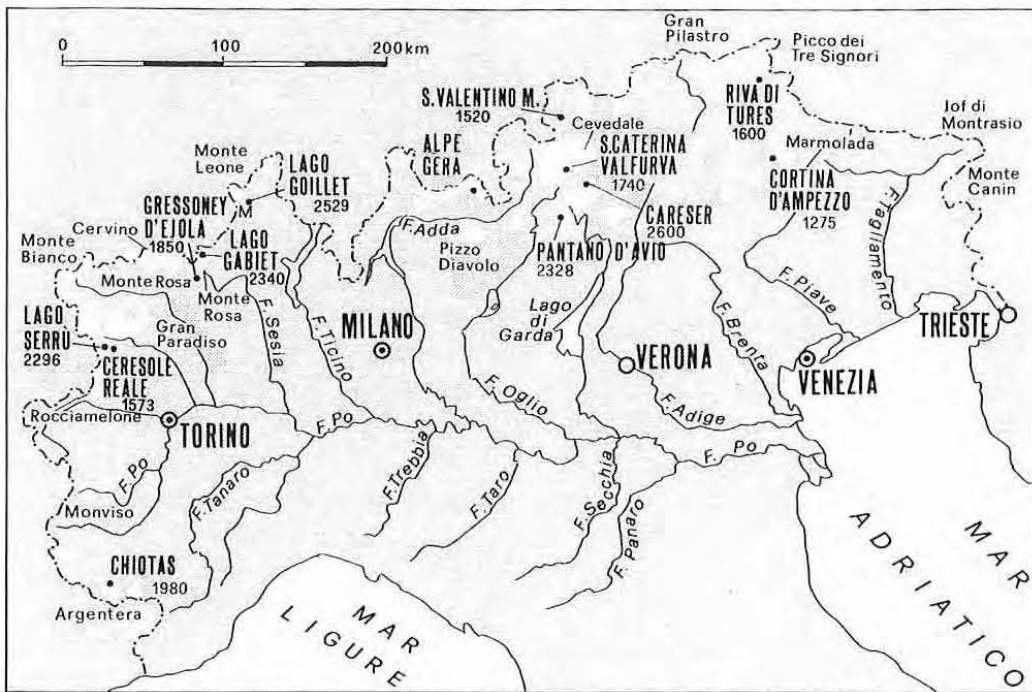 0 100 200 km
Gran
Pilastro
Picco dei
Tre Signori
S.VALENTINO M.
1520
RIVA DI
TURES
1600
Jof di
Montrasio
Cevedale
ALPE
GERA
S.CATERINA
VALFURVA
1740
Marmolada
Monte
Leone
LAGO
GOILLET
2529
CORTINA
D'AMPEZZO
1275
Monte
Canin
M
GRESSONEY
D'EJOLA
1850
CARESER
2600
F. Tagliamento
Cervino
LAGO
GABIET
2340
F. Adda
Pizzo
Diavolo
PANTANO D'AVIO
2328
Monte
Bianco
Monte Rosa
Monte
Rosa
Lago
di
Garda
F. Piave
LAGO
SERRÙ
2296
Gran
Paradiso
F. Sesia
F. Ticino
MILANO
F. Brenta
TRIESTE
CERESOLE
REALE
1573
VERONA
VENEZIA
F. Oglio
F. Adige
Rocciamelone
TORINO
F. Po
F. Po
F. Po
F. Tanaro
F. Trebbia
F. Taro
F. Secchia
F. Panaro
Monviso
CHIOTAS
1980
Argentera
MAR
LIGURE
MAR
ADRIATICO